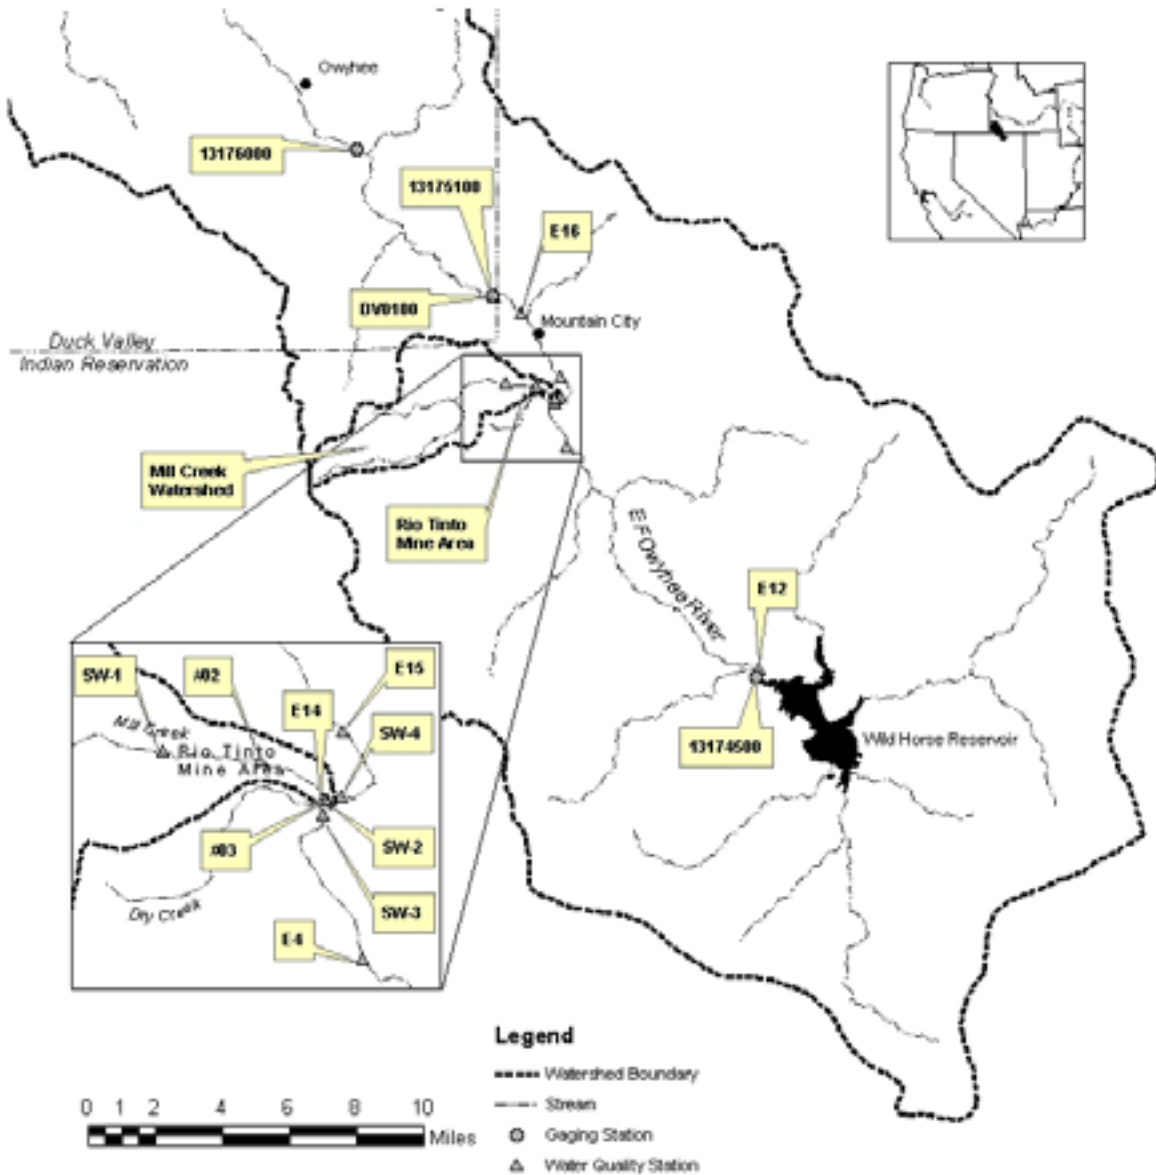 Owyhee
13176000
13175100
E16
DV0100
Mountain City
Duck Valley
Indian Reservation
Mill Creek
Watershed
Rio Tinto
Mine Area
E F Owyhee River
E12
13174500
Wild Horse Reservoir
SW-1
#02
E15
E14
SW-4
Mill Creek
Rio Tinto
Mine Area
#03
SW-2
SW-3
Dry Creek
E4
Legend
Watershed Boundary
Stream
Gaging Station
Water Quality Station
0 1 2 4 6 8 10
Miles